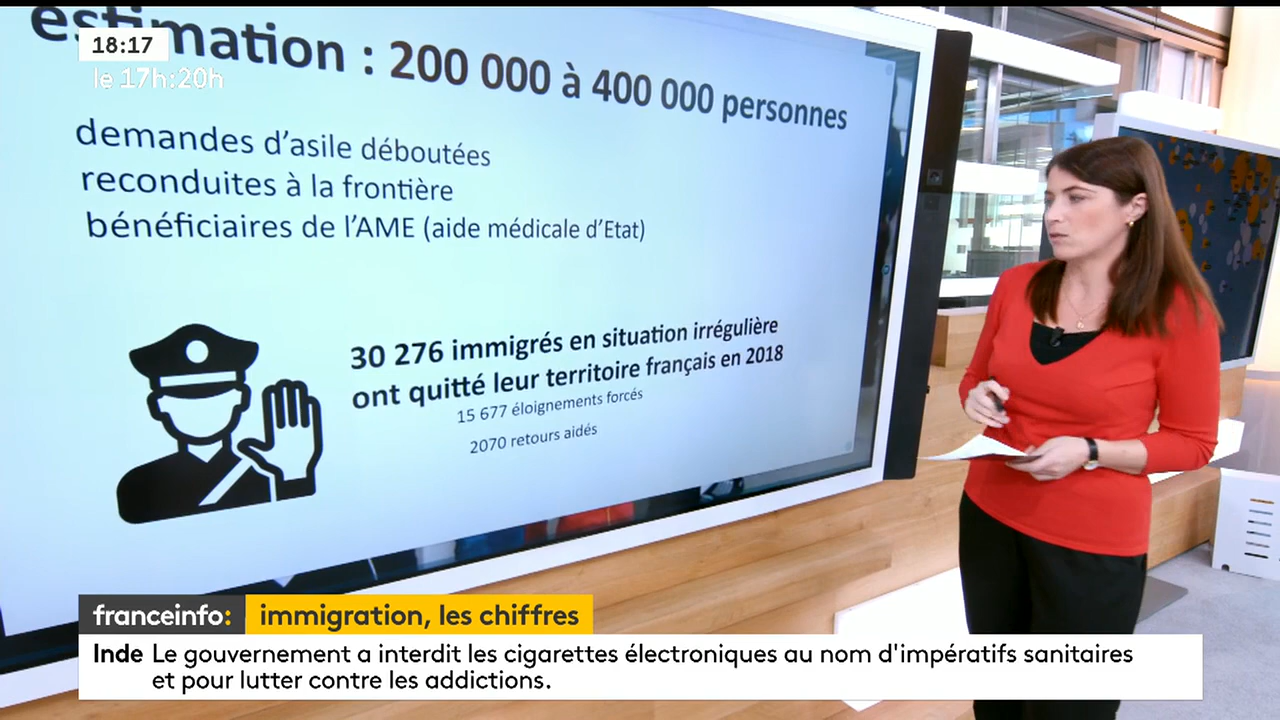 estimation : 200 000 à 400 000 personnes
18:17
le 17h:20h
demandes d'asile déboutées
reconduites à la frontière
bénéficiaires de l'AME (aide médicale d'Etat)
30 276 immigrés en situation irrégulière
ont quitté leur territoire français en 2018
15 677 éloignements forcés
2070 retours aidés
franceinfo: immigration, les chiffres
Inde Le gouvernement a interdit les cigarettes électroniques au nom d'impératifs sanitaires
et pour lutter contre les addictions.